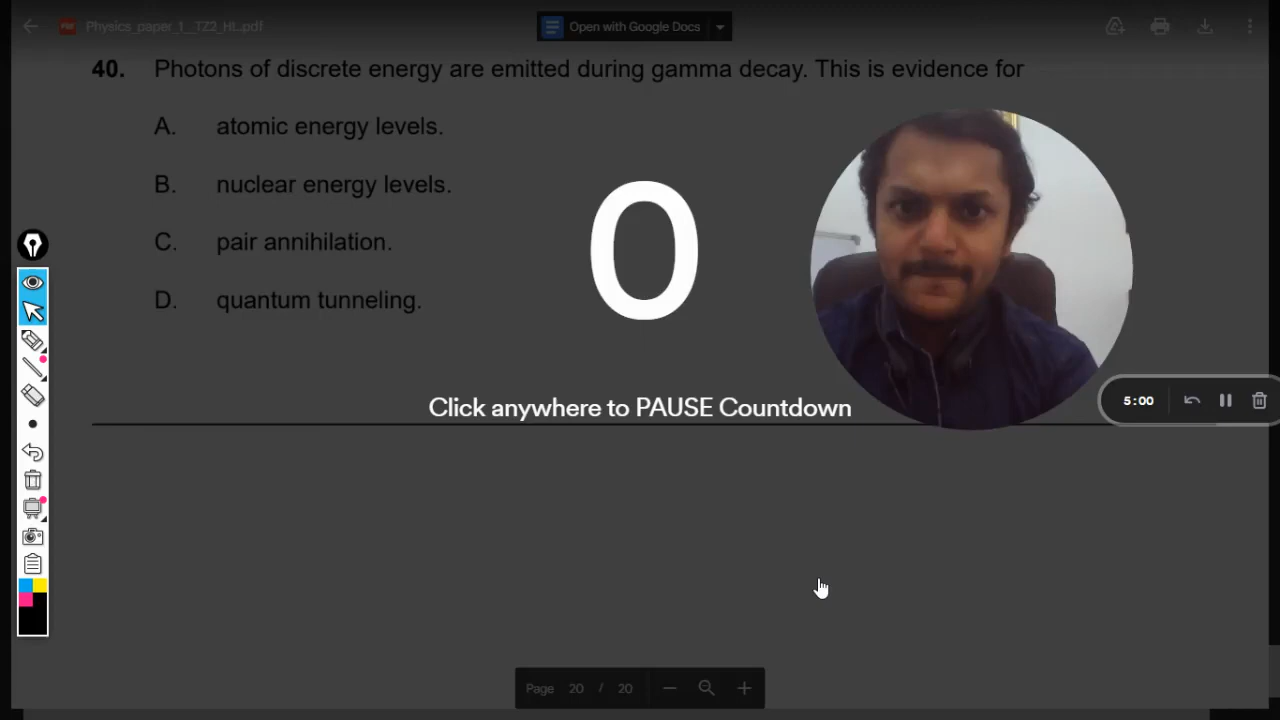 Physics_paper_1__TZ2_HL.pdf
Open with Google Docs
40. Photons of discrete energy are emitted during gamma decay. This is evidence for
A. atomic energy levels.
B. nuclear energy levels.
C. pair annihilation.
D. quantum tunneling.
0
Click anywhere to PAUSE Countdown
5:00
Page 20 / 20